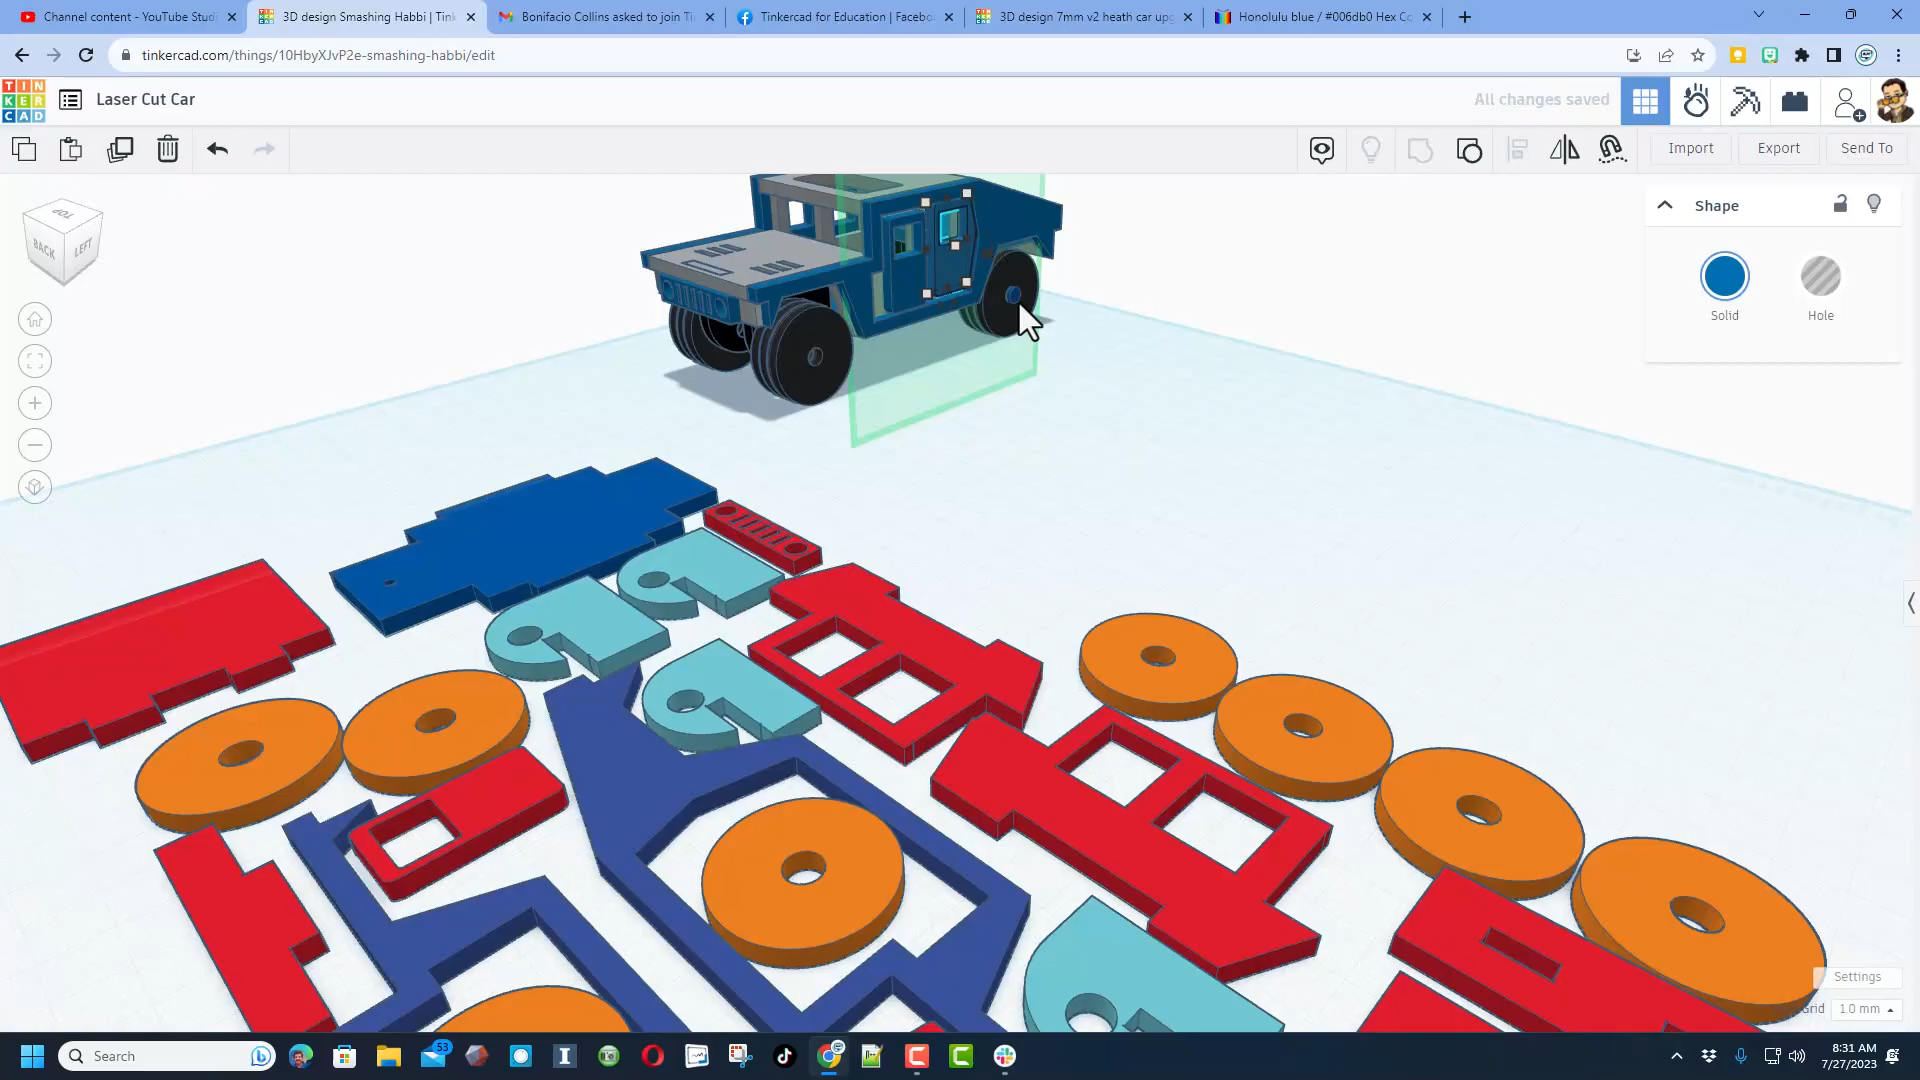 Channel content - YouTube Studi
3D design Smashing Habbi | Tink
Bonifacio Collins asked to join Ti
Tinkercad for Education | Facebo
3D design 7mm v2 heath car upg
Honolulu blue / #006db0 Hex Co
tinkercad.com/things/10HbyXJvP2e-smashing-habbi/edit
TIN
KER
CAD
Laser Cut Car
All changes saved
Import
Export
Send To
TOP
BACK
LEFT
Shape
Solid
Hole
Settings
Grid
1.0 mm
Search
53
8:31 AM
7/27/2023